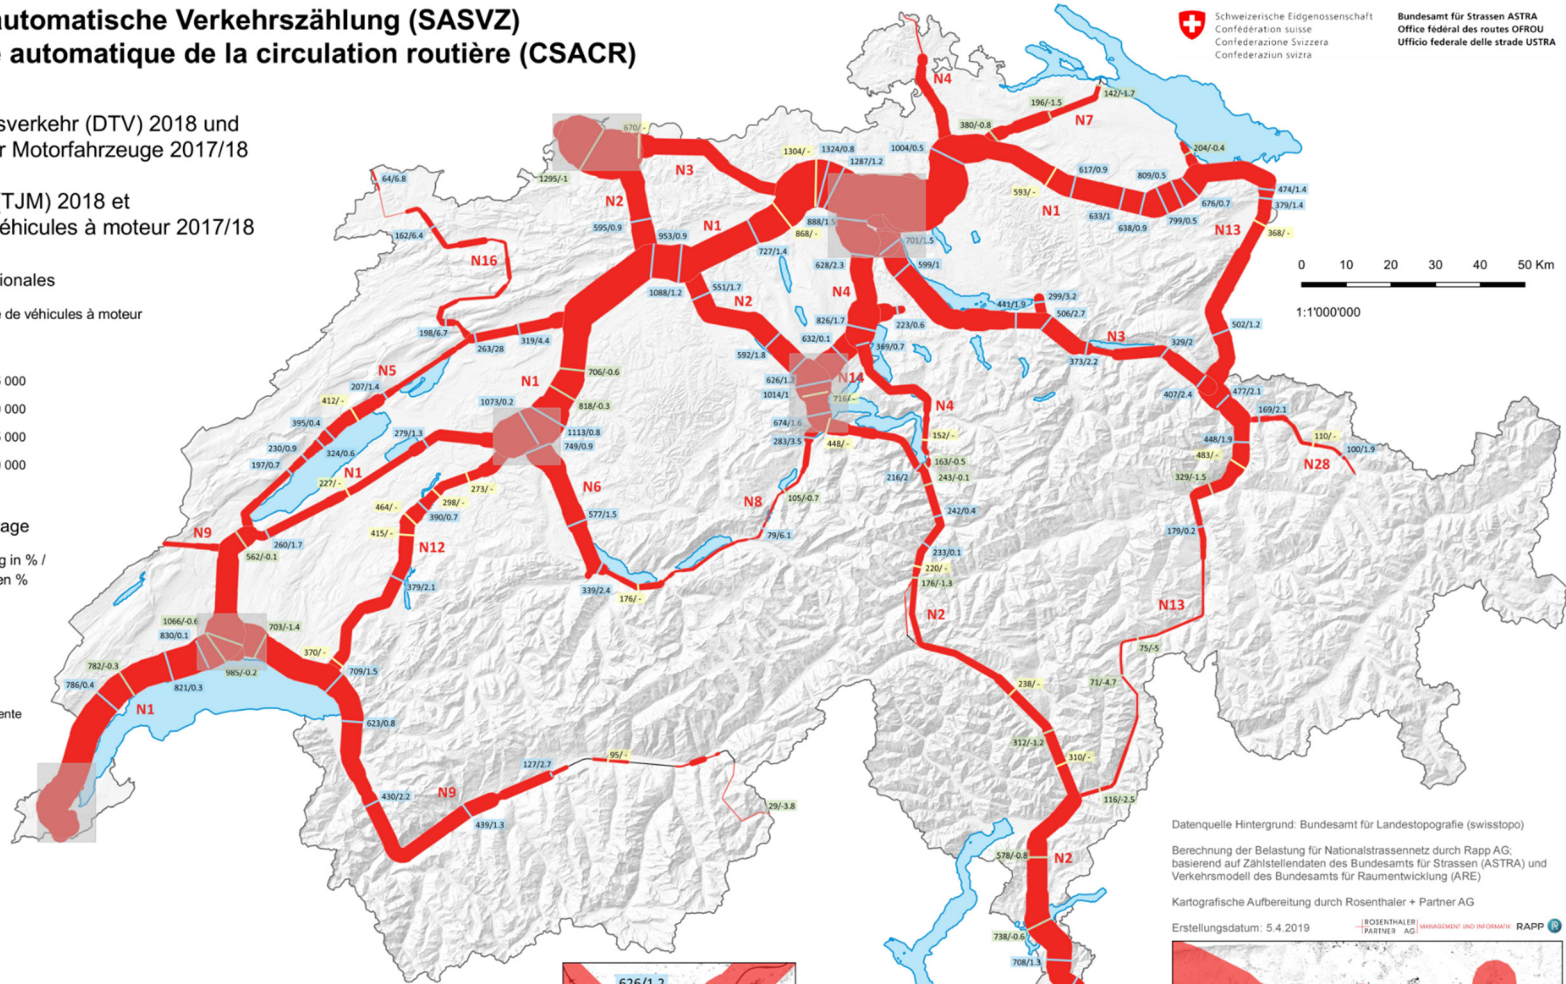 automatische Verkehrszählung (SASVZ)
e automatique de la circulation routière (CSACR)
Schweizerische Eidgenossenschaft
Confédération suisse
Confederazione Svizzera
Confederaziun svizra
Bundesamt für Strassen ASTRA
Office fédéral des routes OFROU
Ufficio federale delle strade USTRA
sverkehr (DTV) 2018 und
r Motorfahrzeuge 2017/18
(TJM) 2018 et
éhicules à moteur 2017/18
ionales
e de véhicules à moteur
000
000
000
000
tage
g in % /
en %
ente
N4
142/-1.7
196/-1.5
N7
380/-0.8
670/-
1304/-
1324/0.8
1287/1.2
1004/0.5
204/-0.4
1295/-1
N3
64/6.8
N2
593/-
617/0.9
809/0.5
474/1.4
379/1.4
676/0.7
N1
633/1
638/0.9
799/0.5
N13
368/-
595/0.9
953/0.9
N1
888/1.5
868/-
727/1.4
701/1.5
162/6.4
N16
628/2.3
599/1
0 10 20 30 40 50 Km
1:1'000'000
1088/1.2
551/1.7
N2
N4
441/1.9
299/3.2
506/2.7
826/1.7
223/0.6
502/1.2
198/6.7
263/28
319/4.4
592/1.8
632/0.1
369/0.7
N3
329/2
373/2.2
N5
207/1.4
N1
706/-0.6
626/1.2
1014/1
N14
716/-
407/2.4
477/2.1
412/-
1073/0.2
818/-0.3
N4
169/2.1
395/0.4
279/1.3
1113/0.8
749/0.9
674/1.6
283/3.5
448/-
152/-
448/1.9
110/-
100/1.9
230/0.9
197/0.7
324/0.6
N1
227/-
163/-0.5
243/-0.1
216/2
483/-
329/-1.5
N28
273/-
298/-
464/-
390/0.7
N6
577/1.5
N8
105/-0.7
242/0.4
N9
415/-
N12
79/6.1
179/0.2
562/-0.1
260/1.7
233/0.1
220/-
176/-1.3
379/2.1
339/2.4
176/-
N2
N13
1066/-0.6
830/0.1
703/-1.4
370/-
709/1.5
75/-5
782/-0.3
786/0.4
821/0.3
985/-0.2
71/-4.7
238/-
N1
623/0.8
312/-1.2
310/-
95/-
127/2.7
N9
430/2.2
439/1.3
29/-3.8
116/-2.5
578/-0.8
N2
738/-0.6
708/1.3
626/1.2
Datenquelle Hintergrund: Bundesamt für Landestopografie (swisstopo)
Berechnung der Belastung für Nationalstrassennetz durch Rapp AG;
basierend auf Zählstellendaten des Bundesamts für Strassen (ASTRA) und
Verkehrsmodell des Bundesamts für Raumentwicklung (ARE)
Kartografische Aufbereitung durch Rosenthaler + Partner AG
Erstellungsdatum: 5.4.2019
ROSENTHALER
PARTNER AG
MANAGEMENT UND INFORMATIK
RAPP